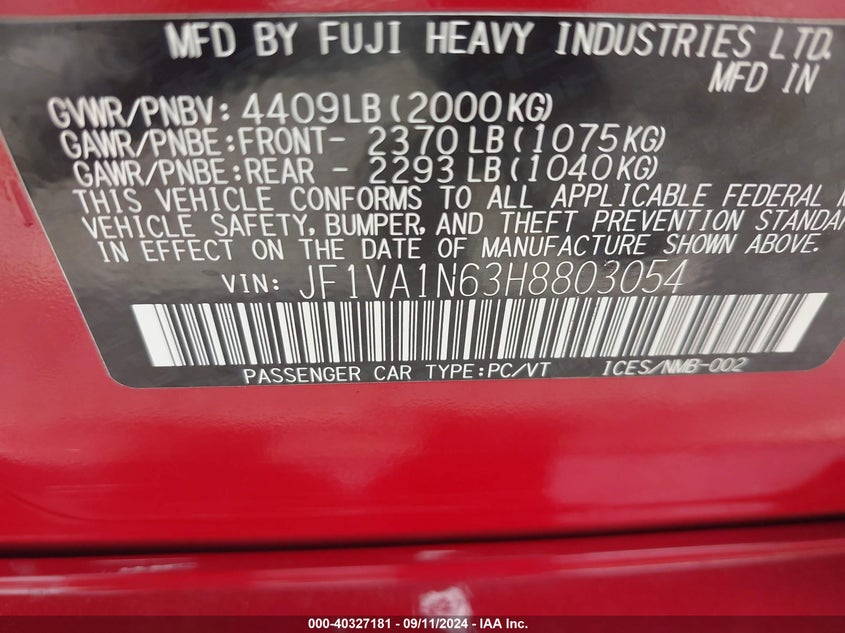 MFD BY FUJI HEAVY INDUSTRIES LTD.
MFD IN
GVWR/PNBV: 4409LB(2000KG)
GAWR/PNBE:FRONT- 2370LB(1075KG)
GAWR/PNBE:REAR - 2293LB(1040KG)
THIS VEHICLE CONFORMS TO ALL APPLICABLE FEDERAL
VEHICLE SAFETY, BUMPER, AND THEFT PREVENTION STANDAR
IN EFFECT ON THE DATE OF MANUFACTURE SHOWN ABOVE.
VIN: JF1VA1N63H8803054
PASSENGER CAR TYPE:PC/VT ICES/NMB-002
000-40327181 - 09/11/2024 - IAA Inc.